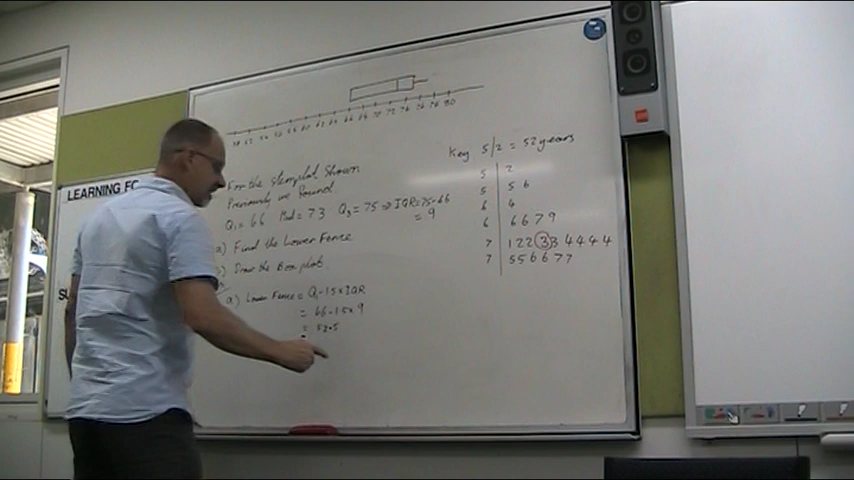 LEARNING FO
For the stemplot shown
Previously we found
Q₁ = 66 Med = 73 Q₃ = 75 ⇒ IQR = 75-66
= 9
a) Find the Lower Fence
Draw the Box plot.
a) Lower Fence = Q₁-1.5×IQR
= 66-1.5×9
= 52.5
Key 5/2 = 52 years
5 | 2
5 | 5 6
6 | 4
6 | 6 6 7 9
7 | 1 2 2 3 3 4 4 4 4
7 | 5 5 6 6 7 7